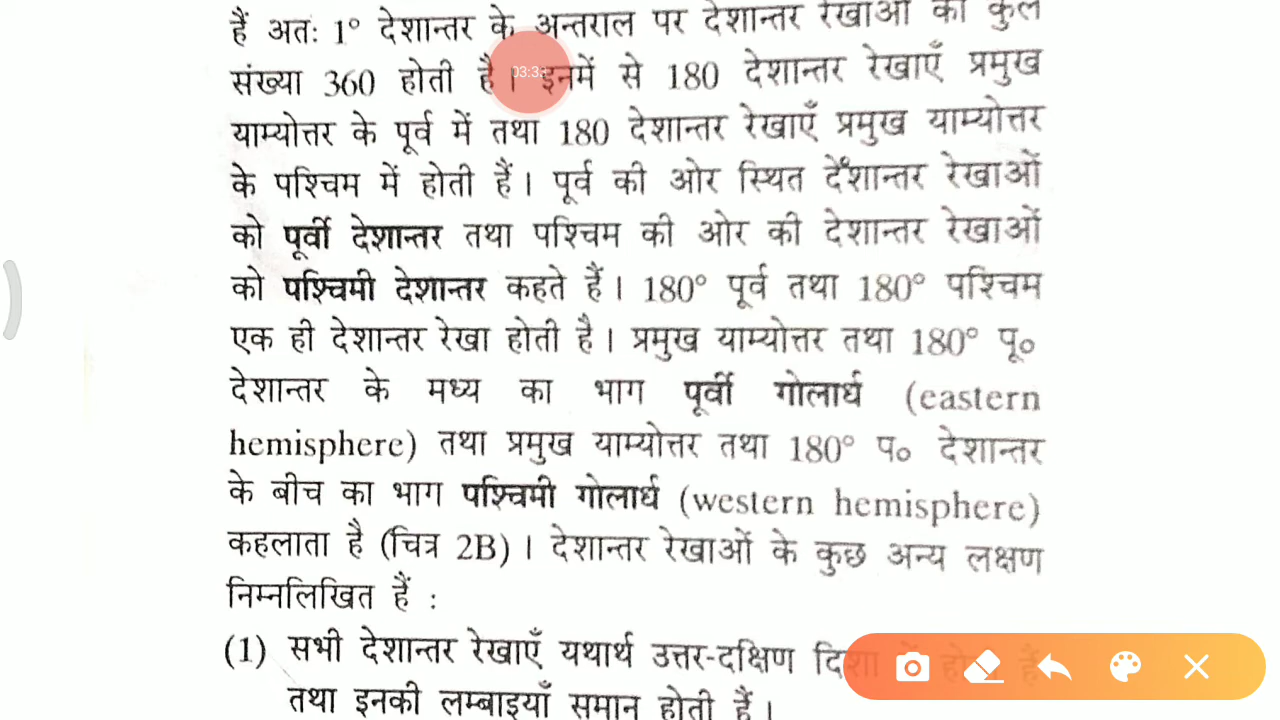 हैं अतः 1° देशान्तर के अन्तराल पर देशान्तर रेखाओं की कुल
संख्या 360 होती है। इनमें से 180 देशान्तर रेखाएँ प्रमुख
याम्योत्तर के पूर्व में तथा 180 देशान्तर रेखाएँ प्रमुख याम्योत्तर
के पश्चिम में होती हैं। पूर्व की ओर स्थित देशान्तर रेखाओं
को पूर्वी देशान्तर तथा पश्चिम की ओर की देशान्तर रेखाओं
को पश्चिमी देशान्तर कहते हैं। 180° पूर्व तथा 180° पश्चिम
एक ही देशान्तर रेखा होती है। प्रमुख याम्योत्तर तथा 180° पू०
देशान्तर के मध्य का भाग पूर्वी गोलार्ध (eastern
hemisphere) तथा प्रमुख याम्योत्तर तथा 180° प० देशान्तर
के बीच का भाग पश्चिमी गोलार्ध (western hemisphere)
कहलाता है (चित्र 2B)। देशान्तर रेखाओं के कुछ अन्य लक्षण
निम्नलिखित हैं :
(1) सभी देशान्तर रेखाएँ यथार्थ उत्तर-दक्षिण दिशा में होती हैं
तथा इनकी लम्बाइयाँ समान होती हैं।